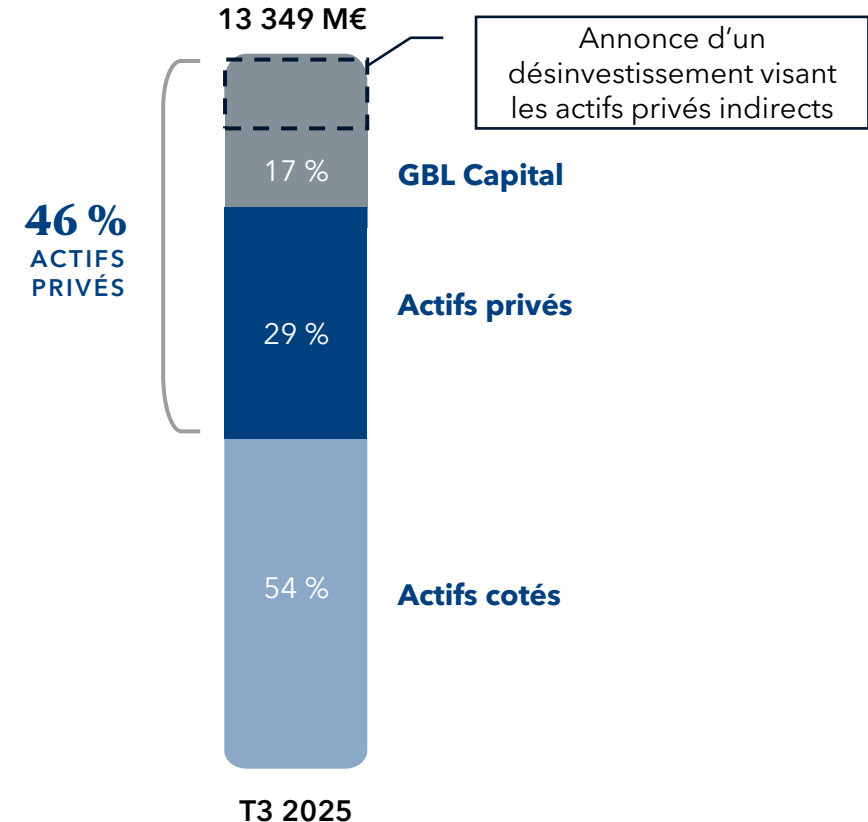 13 349 M€
Annonce d’un
désinvestissement visant
les actifs privés indirects
17 %
GBL Capital
46 %
ACTIFS
PRIVÉS
29 %
Actifs privés
54 %
Actifs cotés
T3 2025